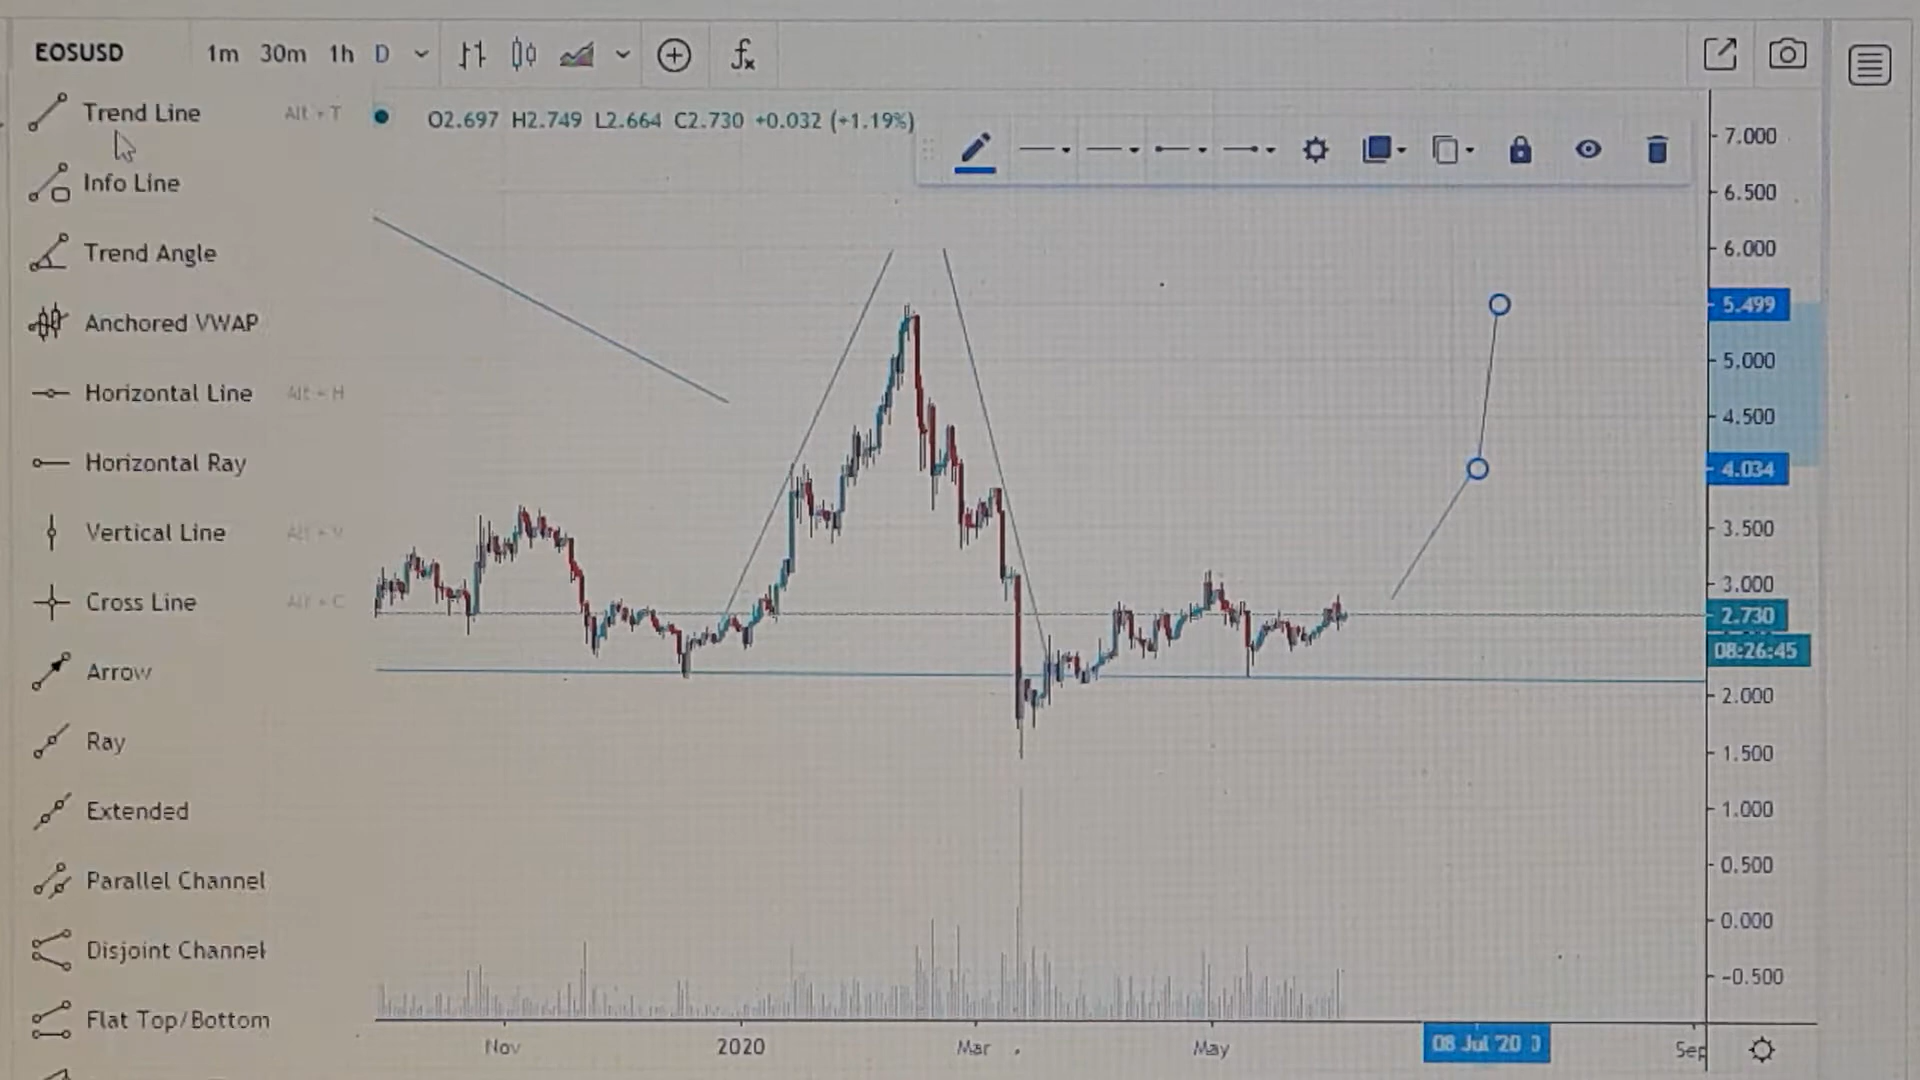 EOSUSD 1m 30m 1h D
Trend Line Alt + T
O2.697 H2.749 L2.664 C2.730 +0.032 (+1.19%)
Info Line
Trend Angle
Anchored VWAP
Horizontal Line Alt + H
Horizontal Ray
Vertical Line Alt + V
Cross Line Alt + C
Arrow
Ray
Extended
Parallel Channel
Disjoint Channel
Flat Top/Bottom
7.000
6.500
6.000
5.499
5.000
4.500
4.034
3.500
3.000
2.730
08:26:45
2.000
1.500
1.000
0.500
0.000
-0.500
Nov 2020 Mar May 08 Jul '20 Sep